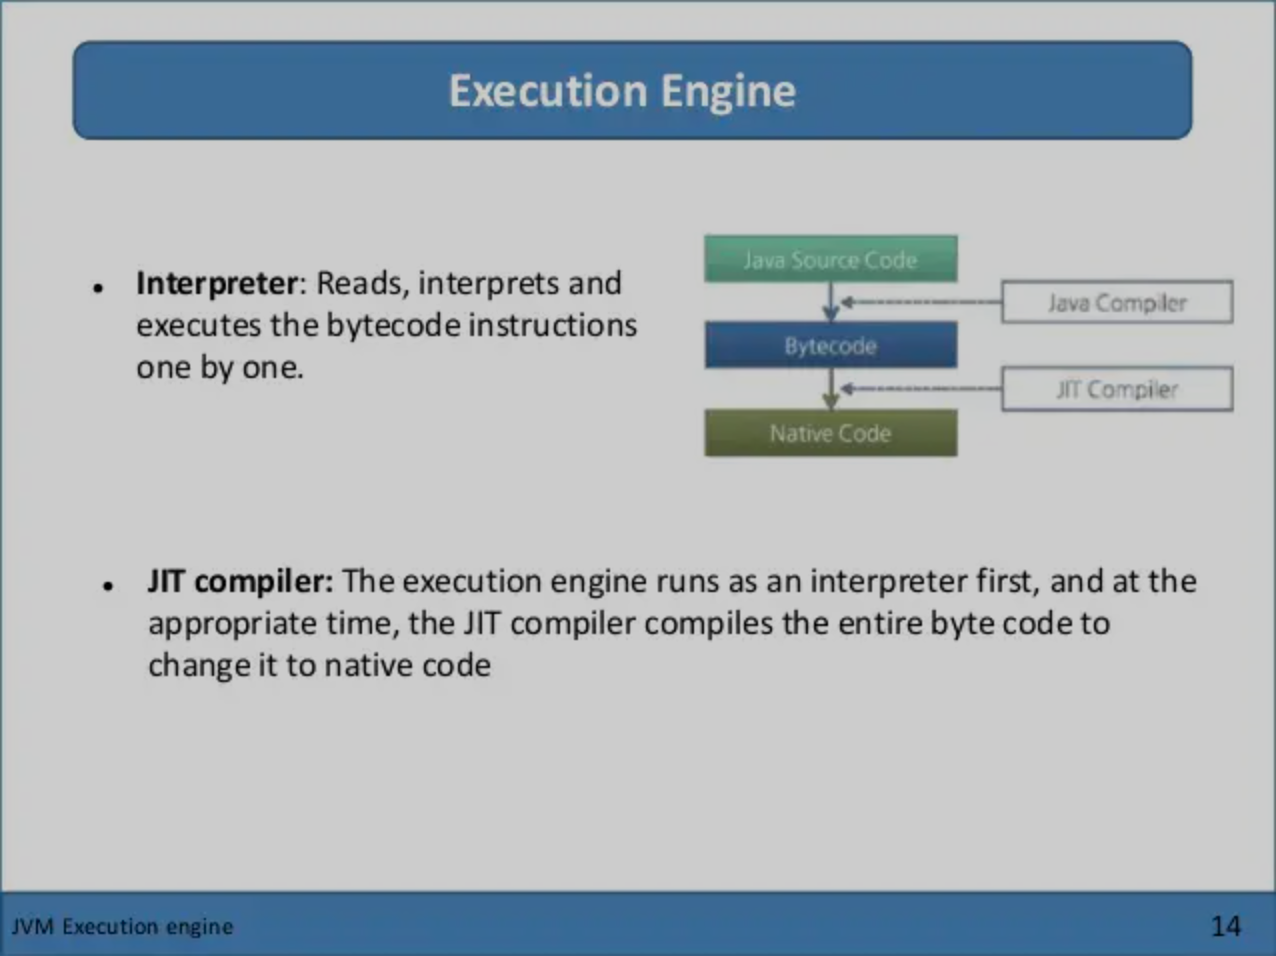 Execution Engine
Interpreter: Reads, interprets and
executes the bytecode instructions
one by one.
Java Source Code
Java Compiler
Bytecode
JIT Compiler
Native Code
JIT compiler: The execution engine runs as an interpreter first, and at the
appropriate time, the JIT compiler compiles the entire byte code to
change it to native code
JVM Execution engine
14